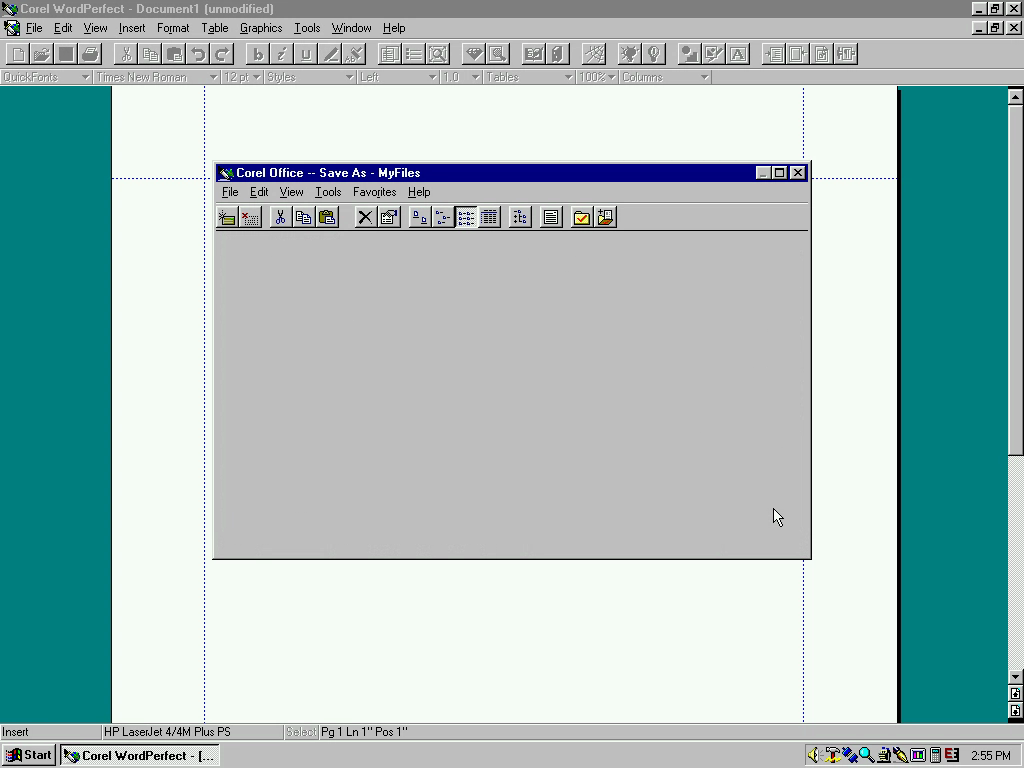 Corel WordPerfect - Document1 (unmodified)
File Edit View Insert Format Table Graphics Tools Window Help
QuickFonts Times New Roman 12 pt Styles Left 1.0 Tables 100% Columns
Corel Office -- Save As - MyFiles
File Edit View Tools Favorites Help
Insert HP LaserJet 4/4M Plus PS Select Pg 1 Ln 1" Pos 1"
Start Corel WordPerfect - [... 2:55 PM